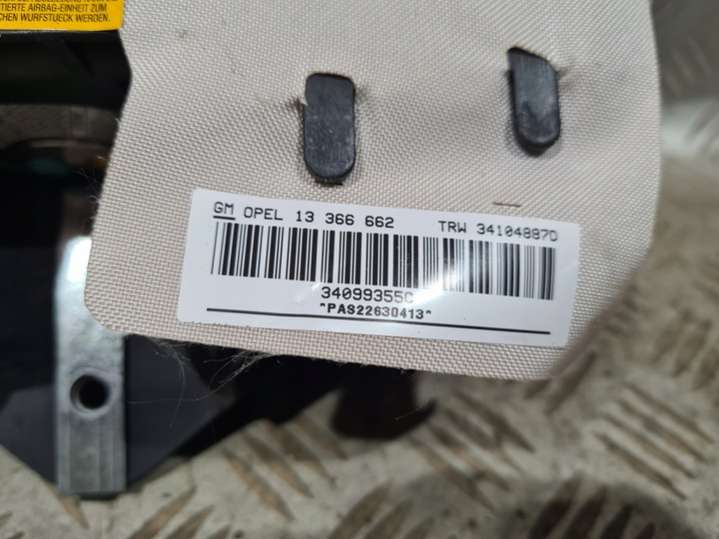 TIERTE AIRBAG-EINHEIT ZUM
CHEN WURFSTUECK WERDEN.
GM OPEL 13 366 662 TRW 34104887D
34099355C
*PAS22630413*